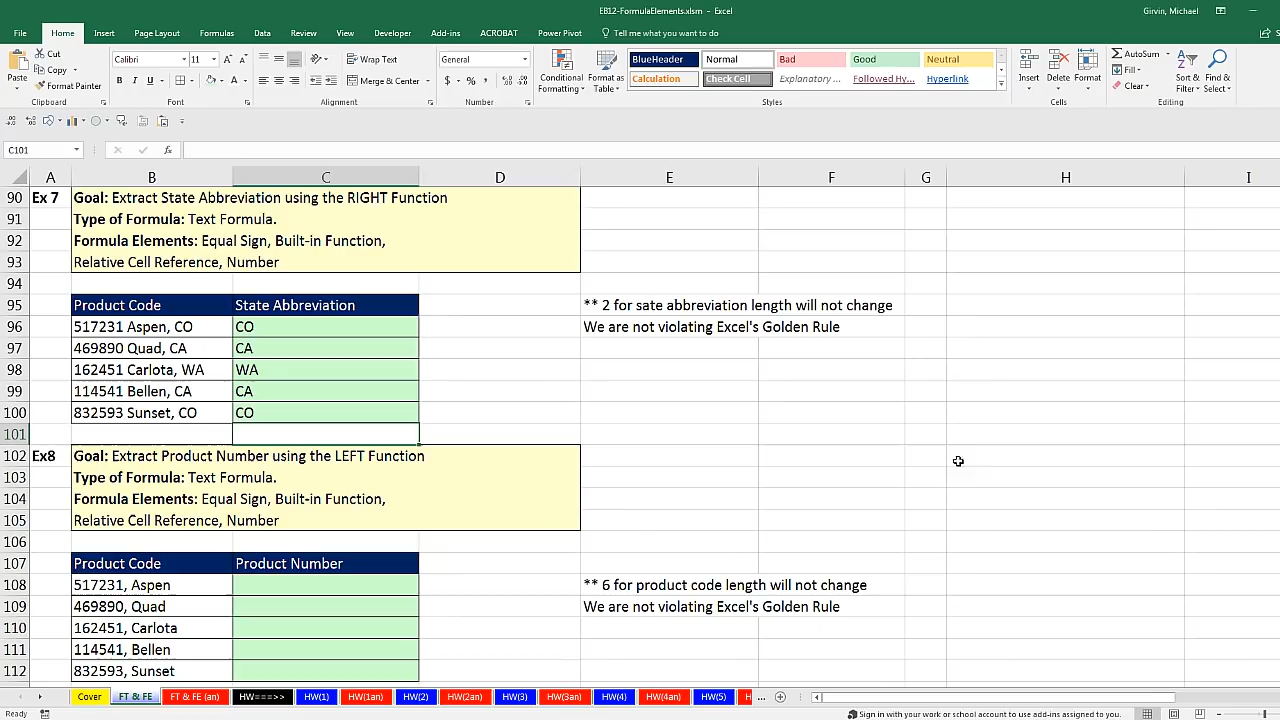 EB12-FormulaElements.xlsm - Excel
Girvin, Michael
File Home Insert Page Layout Formulas Data Review View Developer Add-ins ACROBAT Power Pivot Tell me what you want to do
Paste
Cut
Copy
Format Painter
Calibri 11
B I U
Wrap Text
Merge & Center
General
$ % ,
Conditional Formatting
Format as Table
BlueHeader Normal Bad Good Neutral
Calculation Check Cell Explanatory ... Followed Hy... Hyperlink
Insert Delete Format
AutoSum
Fill
Clear
Sort & Filter
Find & Select
Clipboard Font Alignment Number Styles Cells Editing
C101 fx
A B C D E F G H I
90 Ex 7 Goal: Extract State Abbreviation using the RIGHT Function
91 Type of Formula: Text Formula.
92 Formula Elements: Equal Sign, Built-in Function,
93 Relative Cell Reference, Number
94
95 Product Code State Abbreviation ** 2 for sate abbreviation length will not change
96 517231 Aspen, CO CO We are not violating Excel's Golden Rule
97 469890 Quad, CA CA
98 162451 Carlota, WA WA
99 114541 Bellen, CA CA
100 832593 Sunset, CO CO
101
102 Ex8 Goal: Extract Product Number using the LEFT Function
103 Type of Formula: Text Formula.
104 Formula Elements: Equal Sign, Built-in Function,
105 Relative Cell Reference, Number
106
107 Product Code Product Number
108 517231, Aspen ** 6 for product code length will not change
109 469890, Quad We are not violating Excel's Golden Rule
110 162451, Carlota
111 114541, Bellen
112 832593, Sunset
Cover FT & FE FT & FE (an) HW===>> HW(1) HW(1an) HW(2) HW(2an) HW(3) HW(3an) HW(4) HW(4an) HW(5) H ...
Ready
Sign in with your work or school account to use add-ins assigned to you.